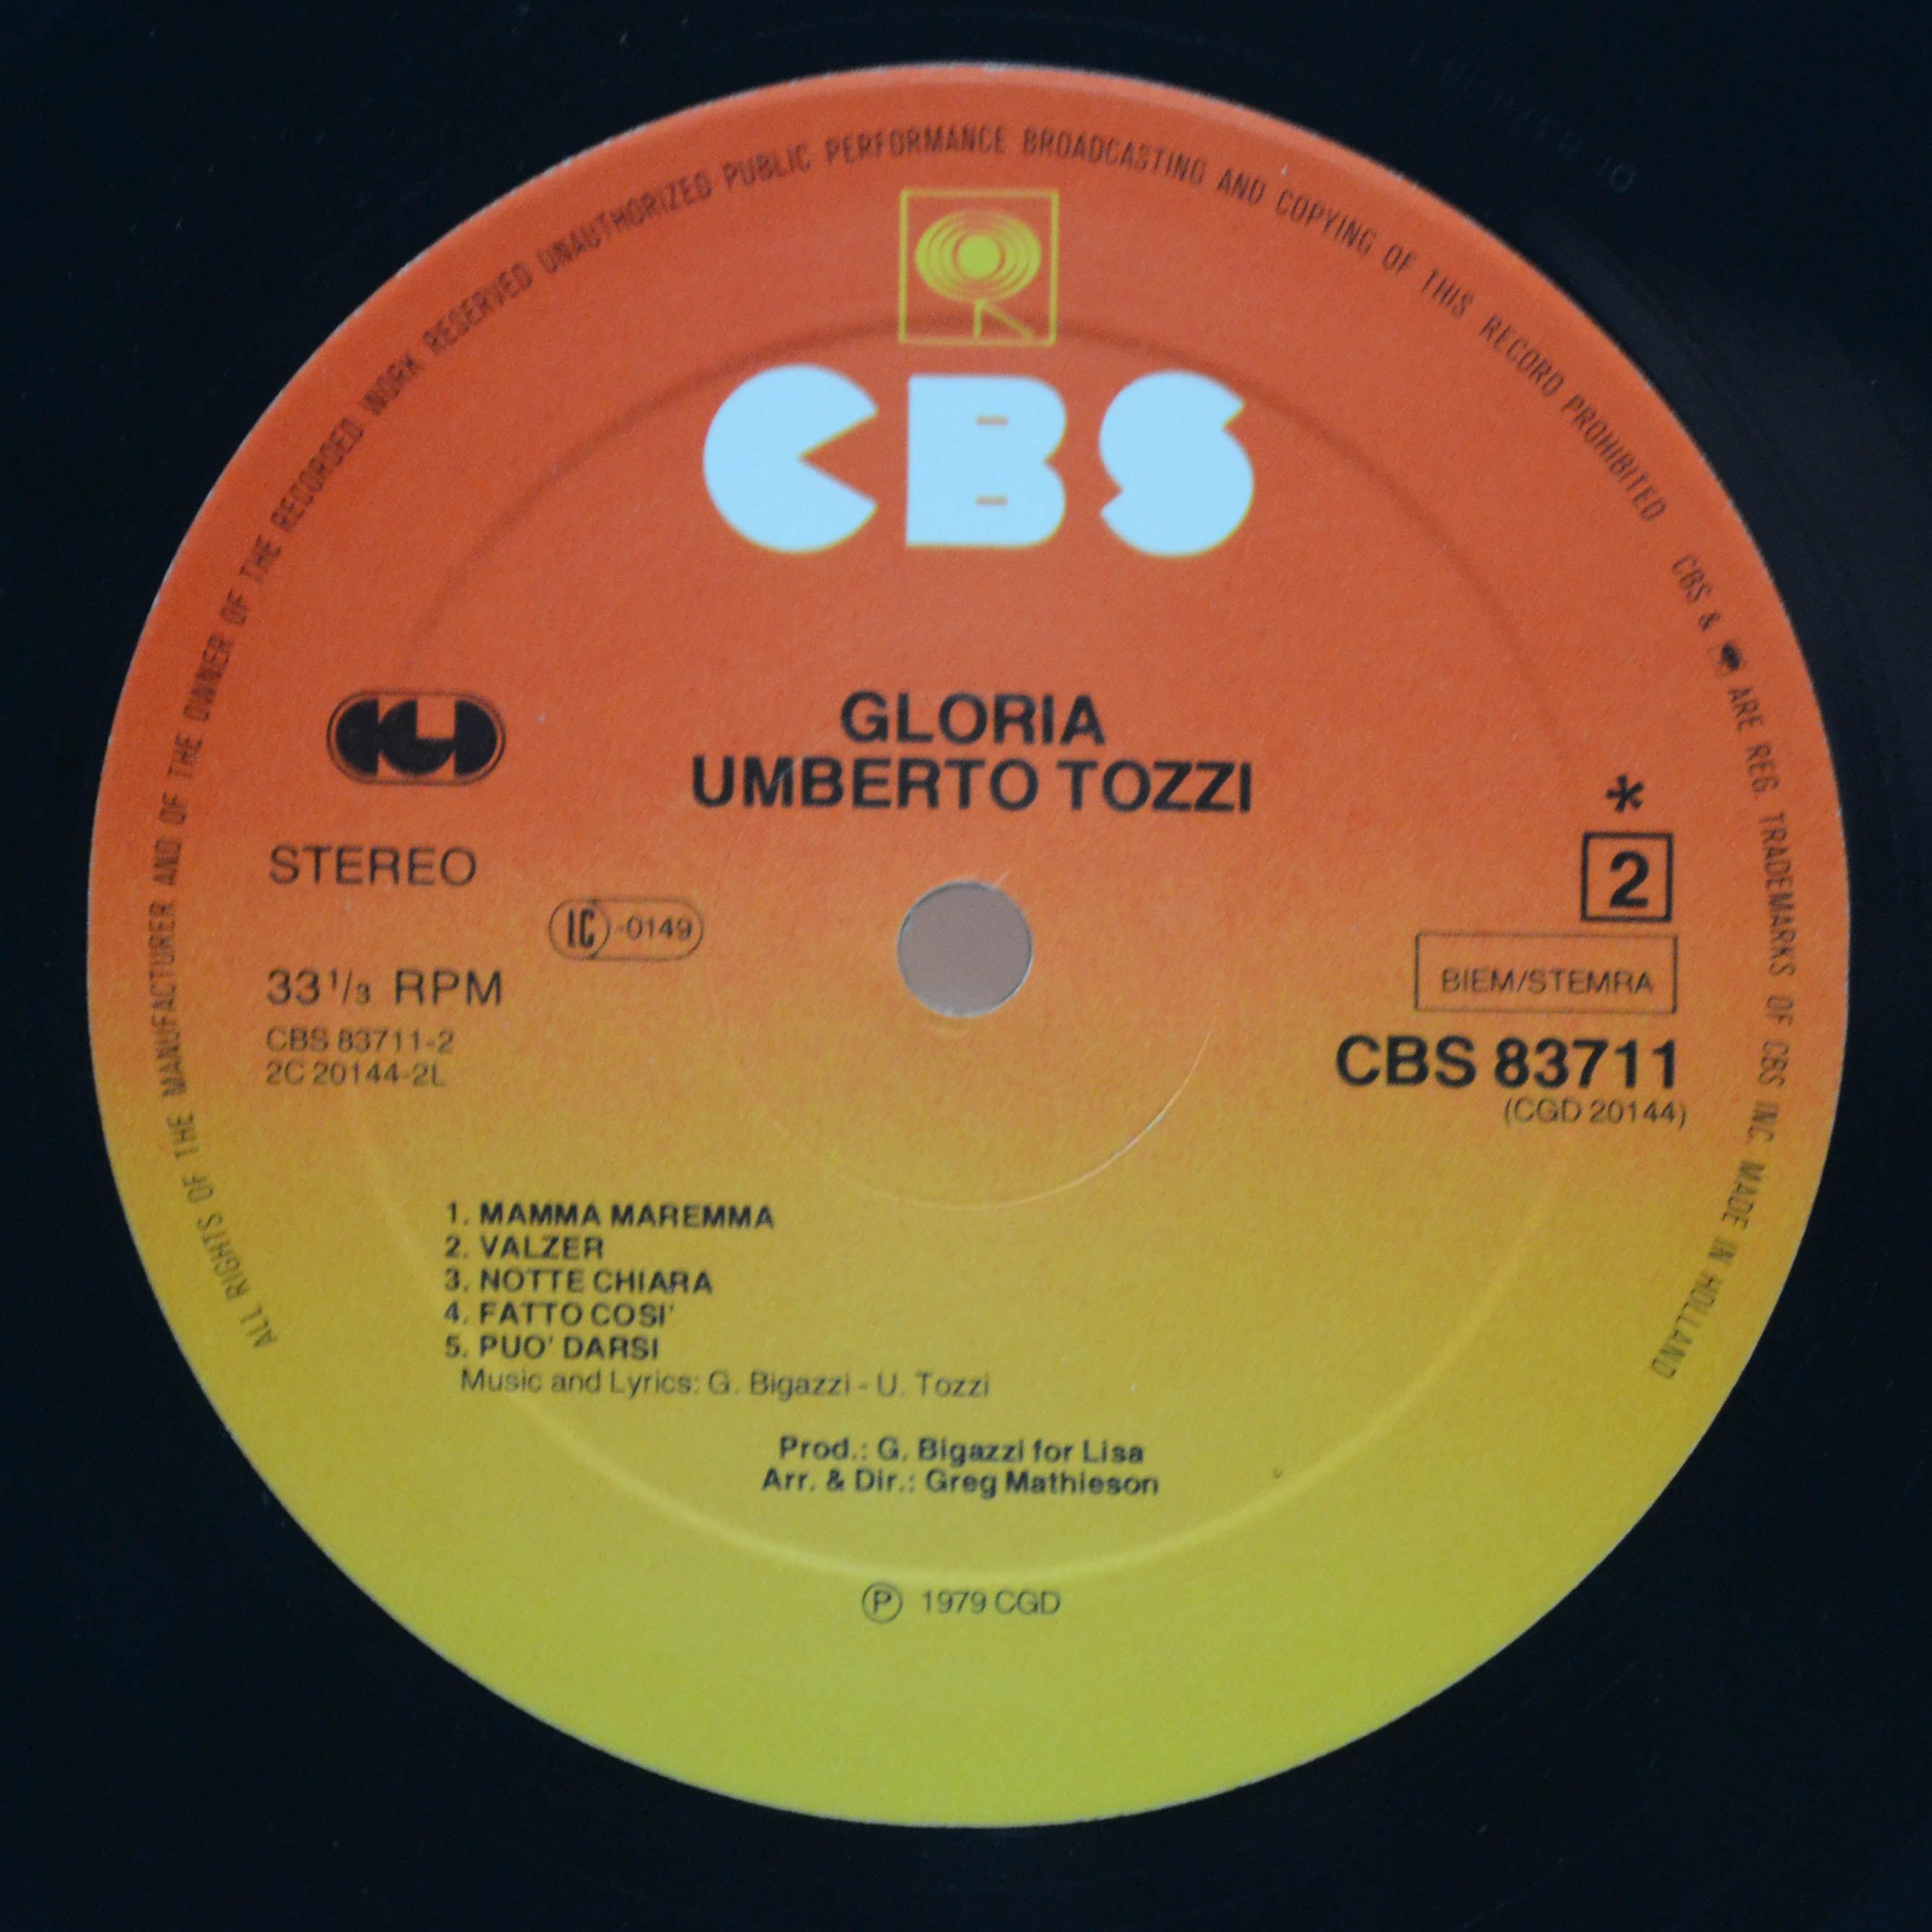 ALL RIGHTS OF THE MANUFACTURER AND OF THE OWNER OF THE RECORDED WORK RESERVED UNAUTHORIZED PUBLIC PERFORMANCE BROADCASTING AND COPYING OF THIS RECORD PROHIBITED CBS & ARE REG. TRADEMARKS OF CBS INC. MADE IN HOLLAND
CBS
GLORIA
UMBERTO TOZZI
CGD
STEREO
LC-0149
33 1/3 RPM
CBS 83711-2
2C 20144-2L
*
2
BIEM/STEMRA
CBS 83711
(CGD 20144)
1. MAMMA MAREMMA
2. VALZER
3. NOTTE CHIARA
4. FATTO COSI'
5. PUO' DARSI
Music and Lyrics: G. Bigazzi - U. Tozzi
Prod.: G. Bigazzi for Lisa
Arr. & Dir.: Greg Mathieson
℗ 1979 CGD